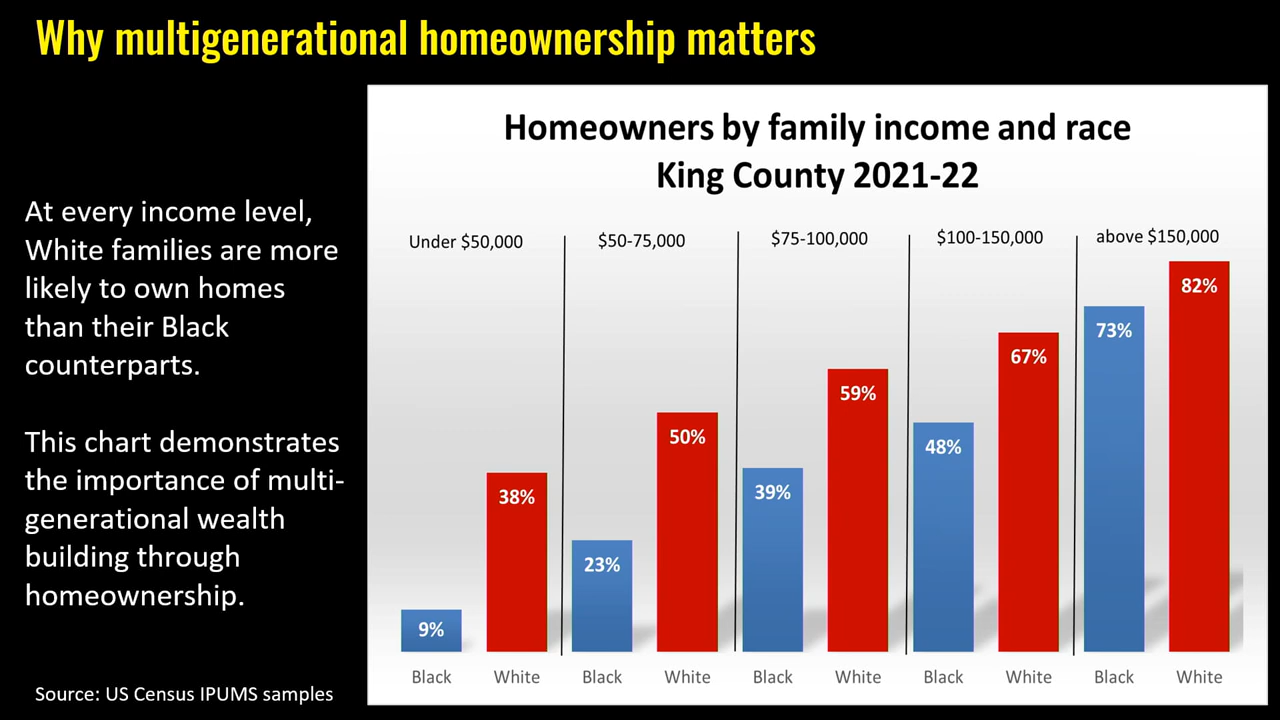 Why multigenerational homeownership matters
At every income level,
White families are more
likely to own homes
than their Black
counterparts.
This chart demonstrates
the importance of multi-
generational wealth
building through
homeownership.
Source: US Census IPUMS samples
Homeowners by family income and race
King County 2021-22
Under $50,000
$50-75,000
$75-100,000
$100-150,000
above $150,000
9%
38%
23%
50%
39%
59%
48%
67%
73%
82%
Black
White
Black
White
Black
White
Black
White
Black
White